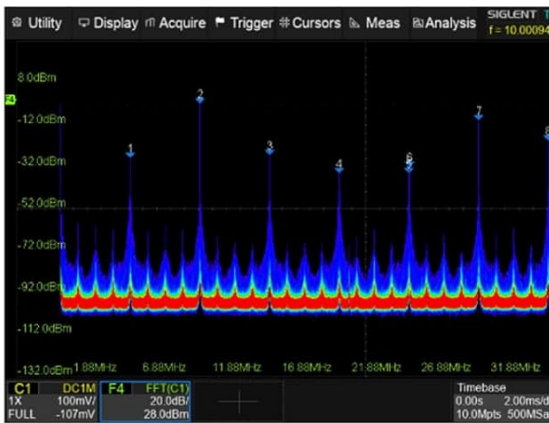 Utility Display Acquire Trigger Cursors Meas Analysis SIGLENT
f = 10.00094
8.0dBm
F4
-12.0dBm
-32.0dBm
-52.0dBm
-72.0dBm
-92.0dBm
-112.0dBm
-132.0dBm
1 2 3 4 6 7 8
1.88MHz 6.88MHz 11.88MHz 16.88MHz 21.88MHz 26.88MHz 31.88MHz
C1 DC1M F4 FFT(C1) Timebase
1X 100mV/ 20.0dB/ 0.00s 2.00ms/d
FULL -107mV 28.0dBm 10.0Mpts 500MSa